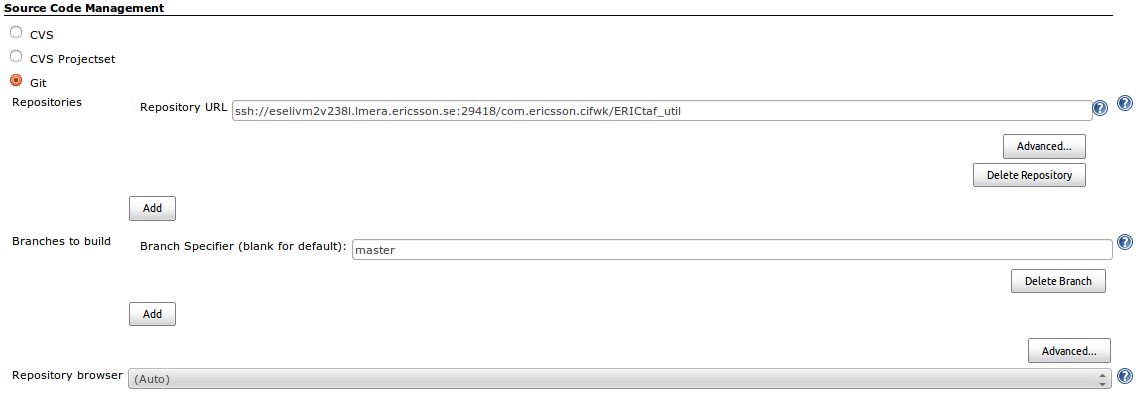 Source Code Management
CVS
CVS Projectset
Git
Repositories
Repository URL ssh://eselivm2v238l.lmera.ericsson.se:29418/com.ericsson.cifwk/ERICtaf_util
Advanced...
Delete Repository
Add
Branches to build
Branch Specifier (blank for default): master
Delete Branch
Add
Advanced...
Repository browser (Auto)